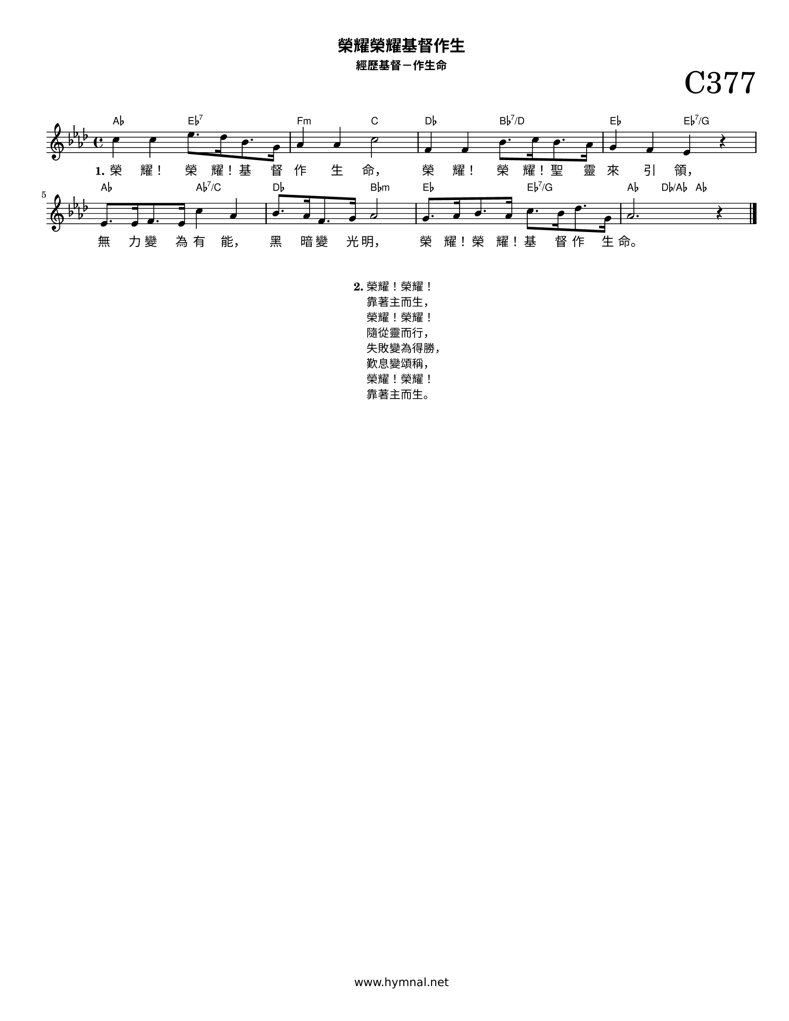 榮耀榮耀基督作生
經歷基督－作生命
C377
A♭ E♭7 Fm C D♭ B♭7/D E♭ E♭7/G
1. 榮 耀！ 榮 耀！基 督 作 生 命， 榮 耀！ 榮 耀！聖 靈 來 引 領，
5 A♭ A♭7/C D♭ B♭m E♭ E♭7/G A♭ D♭/A♭ A♭
無 力 變 為 有 能， 黑 暗 變 光 明， 榮 耀！榮 耀！基 督 作 生 命。
2. 榮耀！榮耀！
靠著主而生，
榮耀！榮耀！
隨從靈而行，
失敗變為得勝，
歎息變頌稱，
榮耀！榮耀！
靠著主而生。
www.hymnal.net